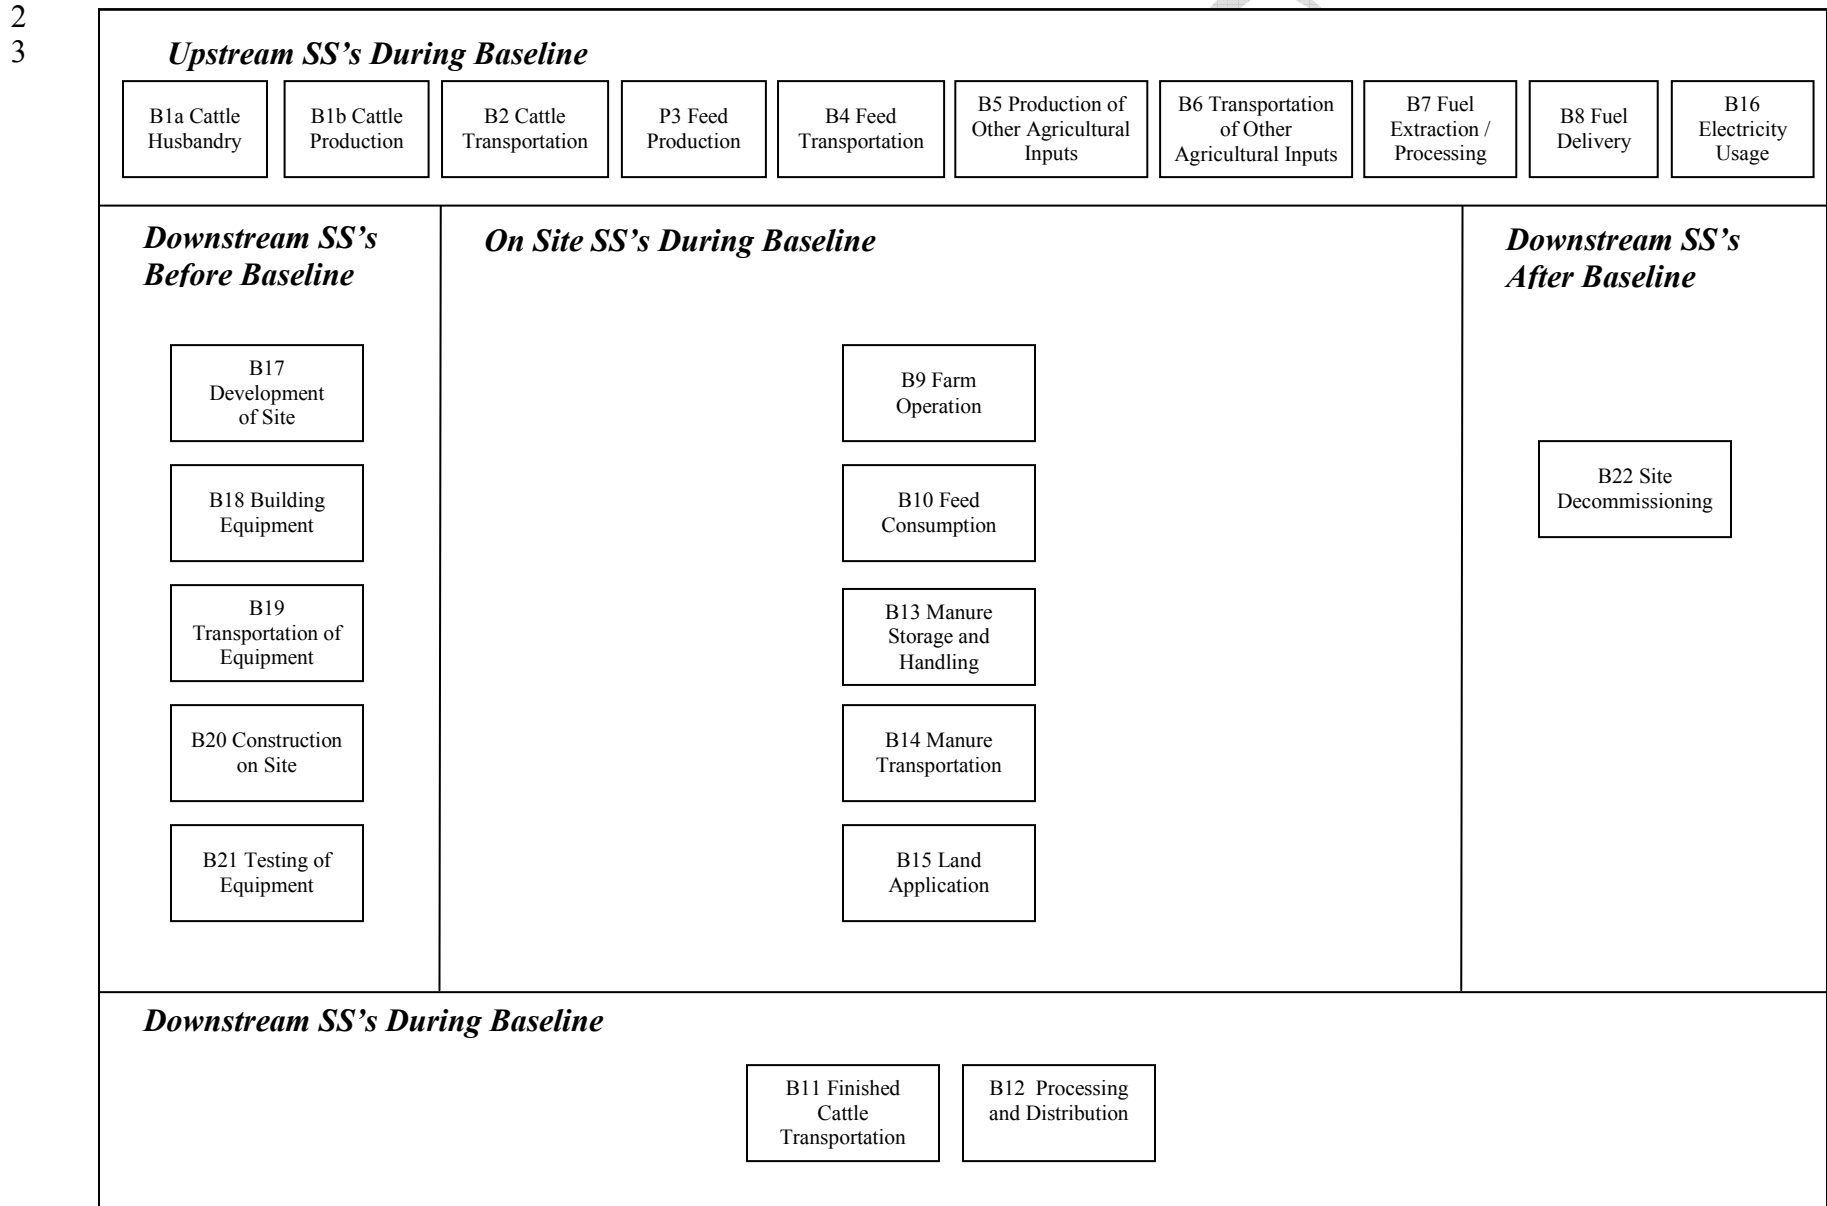 2
3
Upstream SS’s During Baseline
B1a Cattle
Husbandry
B1b Cattle
Production
B2 Cattle
Transportation
P3 Feed
Production
B4 Feed
Transportation
B5 Production of
Other Agricultural
Inputs
B6 Transportation
of Other
Agricultural Inputs
B7 Fuel
Extraction /
Processing
B8 Fuel
Delivery
B16
Electricity
Usage
Downstream SS’s
Before Baseline
B17
Development
of Site
B18 Building
Equipment
B19
Transportation of
Equipment
B20 Construction
on Site
B21 Testing of
Equipment
On Site SS’s During Baseline
B9 Farm
Operation
B10 Feed
Consumption
B13 Manure
Storage and
Handling
B14 Manure
Transportation
B15 Land
Application
Downstream SS’s
After Baseline
B22 Site
Decommissioning
Downstream SS’s During Baseline
B11 Finished
Cattle
Transportation
B12 Processing
and Distribution